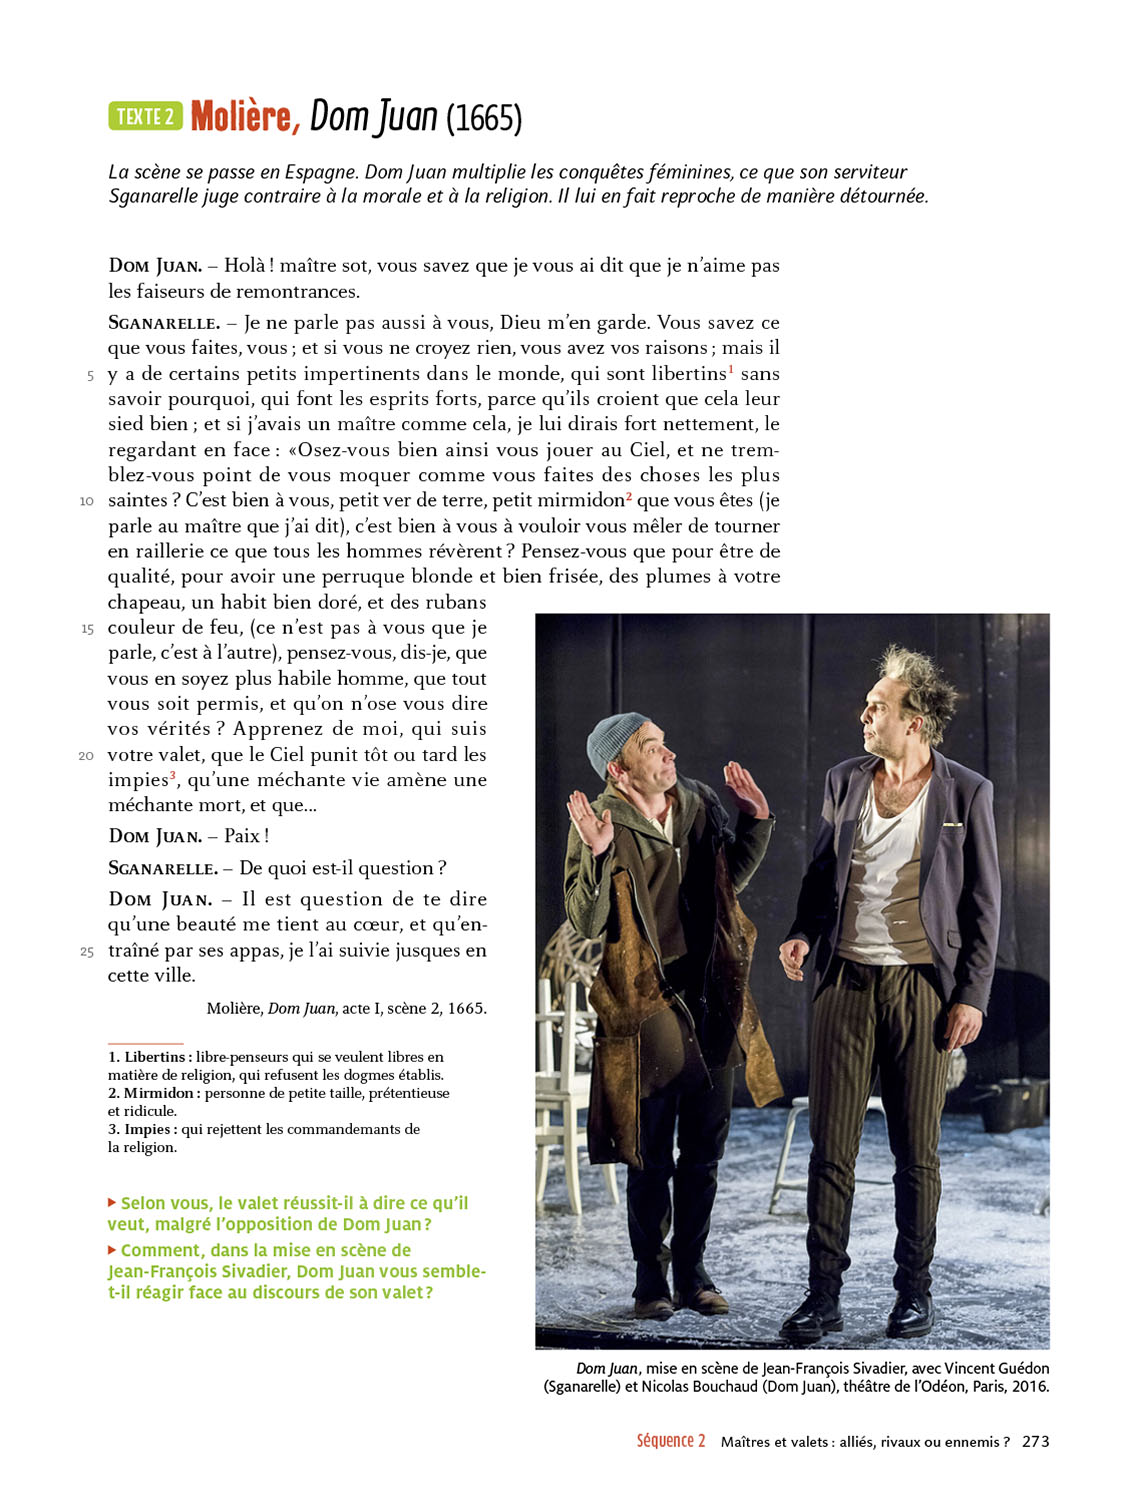 TEXTE 2 Molière, Dom Juan (1665)
La scène se passe en Espagne. Dom Juan multiplie les conquêtes féminines, ce que son serviteur
Sganarelle juge contraire à la morale et à la religion. Il lui en fait reproche de manière détournée.
Dom Juan. – Holà ! maître sot, vous savez que je vous ai dit que je n'aime pas
les faiseurs de remontrances.
Sganarelle. – Je ne parle pas aussi à vous, Dieu m'en garde. Vous savez ce
que vous faites, vous ; et si vous ne croyez rien, vous avez vos raisons ; mais il
5 y a de certains petits impertinents dans le monde, qui sont libertins1 sans
savoir pourquoi, qui font les esprits forts, parce qu'ils croient que cela leur
sied bien ; et si j'avais un maître comme cela, je lui dirais fort nettement, le
regardant en face : «Osez-vous bien ainsi vous jouer au Ciel, et ne trem-
blez-vous point de vous moquer comme vous faites des choses les plus
10 saintes ? C'est bien à vous, petit ver de terre, petit mirmidon2 que vous êtes (je
parle au maître que j'ai dit), c'est bien à vous à vouloir vous mêler de tourner
en raillerie ce que tous les hommes révèrent ? Pensez-vous que pour être de
qualité, pour avoir une perruque blonde et bien frisée, des plumes à votre
chapeau, un habit bien doré, et des rubans
15 couleur de feu, (ce n'est pas à vous que je
parle, c'est à l'autre), pensez-vous, dis-je, que
vous en soyez plus habile homme, que tout
vous soit permis, et qu'on n'ose vous dire
vos vérités ? Apprenez de moi, qui suis
20 votre valet, que le Ciel punit tôt ou tard les
impies3, qu'une méchante vie amène une
méchante mort, et que...
Dom Juan. – Paix !
Sganarelle. – De quoi est-il question ?
Dom Juan. – Il est question de te dire
qu'une beauté me tient au cœur, et qu'en-
25 traîné par ses appas, je l'ai suivie jusques en
cette ville.
Molière, Dom Juan, acte I, scène 2, 1665.
1. Libertins : libre-penseurs qui se veulent libres en
matière de religion, qui refusent les dogmes établis.
2. Mirmidon : personne de petite taille, prétentieuse
et ridicule.
3. Impies : qui rejettent les commandemants de
la religion.
▸ Selon vous, le valet réussit-il à dire ce qu'il
veut, malgré l'opposition de Dom Juan ?
▸ Comment, dans la mise en scène de
Jean-François Sivadier, Dom Juan vous semble-
t-il réagir face au discours de son valet ?
Dom Juan, mise en scène de Jean-François Sivadier, avec Vincent Guédon
(Sganarelle) et Nicolas Bouchaud (Dom Juan), théâtre de l'Odéon, Paris, 2016.
Séquence 2 Maîtres et valets : alliés, rivaux ou ennemis ? 273